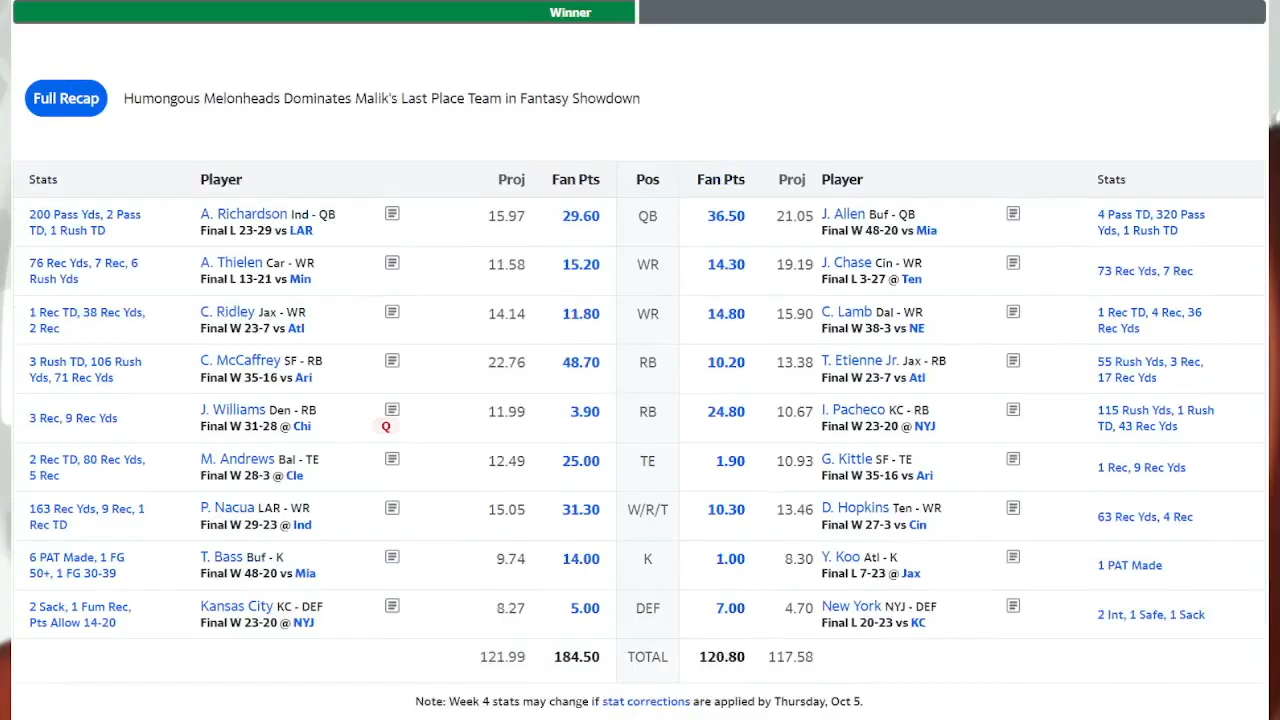 Winner
Full Recap Humongous Melonheads Dominates Malik's Last Place Team in Fantasy Showdown
Stats Player Proj Fan Pts Pos Fan Pts Proj Player Stats
200 Pass Yds, 2 Pass TD, 1 Rush TD A. Richardson Ind - QB Final L 23-29 vs LAR 15.97 29.60 QB 36.50 21.05 J. Allen Buf - QB Final W 48-20 vs Mia 4 Pass TD, 320 Pass Yds, 1 Rush TD
76 Rec Yds, 7 Rec, 6 Rush Yds A. Thielen Car - WR Final L 13-21 vs Min 11.58 15.20 WR 14.30 19.19 J. Chase Cin - WR Final L 3-27 @ Ten 73 Rec Yds, 7 Rec
1 Rec TD, 38 Rec Yds, 2 Rec C. Ridley Jax - WR Final W 23-7 vs Atl 14.14 11.80 WR 14.80 15.90 C. Lamb Dal - WR Final W 38-3 vs NE 1 Rec TD, 4 Rec, 36 Rec Yds
3 Rush TD, 106 Rush Yds, 71 Rec Yds C. McCaffrey SF - RB Final W 35-16 vs Ari 22.76 48.70 RB 10.20 13.38 T. Etienne Jr. Jax - RB Final W 23-7 vs Atl 55 Rush Yds, 3 Rec, 17 Rec Yds
3 Rec, 9 Rec Yds J. Williams Den - RB Final W 31-28 @ Chi Q 11.99 3.90 RB 24.80 10.67 I. Pacheco KC - RB Final W 23-20 @ NYJ 115 Rush Yds, 1 Rush TD, 43 Rec Yds
2 Rec TD, 80 Rec Yds, 5 Rec M. Andrews Bal - TE Final W 28-3 @ Cle 12.49 25.00 TE 1.90 10.93 G. Kittle SF - TE Final W 35-16 vs Ari 1 Rec, 9 Rec Yds
163 Rec Yds, 9 Rec, 1 Rec TD P. Nacua LAR - WR Final W 29-23 @ Ind 15.05 31.30 W/R/T 10.30 13.46 D. Hopkins Ten - WR Final W 27-3 vs Cin 63 Rec Yds, 4 Rec
6 PAT Made, 1 FG 50+, 1 FG 30-39 T. Bass Buf - K Final W 48-20 vs Mia 9.74 14.00 K 1.00 8.30 Y. Koo Atl - K Final L 7-23 @ Jax 1 PAT Made
2 Sack, 1 Fum Rec, Pts Allow 14-20 Kansas City KC - DEF Final W 23-20 @ NYJ 8.27 5.00 DEF 7.00 4.70 New York NYJ - DEF Final L 20-23 vs KC 2 Int, 1 Safe, 1 Sack
121.99 184.50 TOTAL 120.80 117.58
Note: Week 4 stats may change if stat corrections are applied by Thursday, Oct 5.